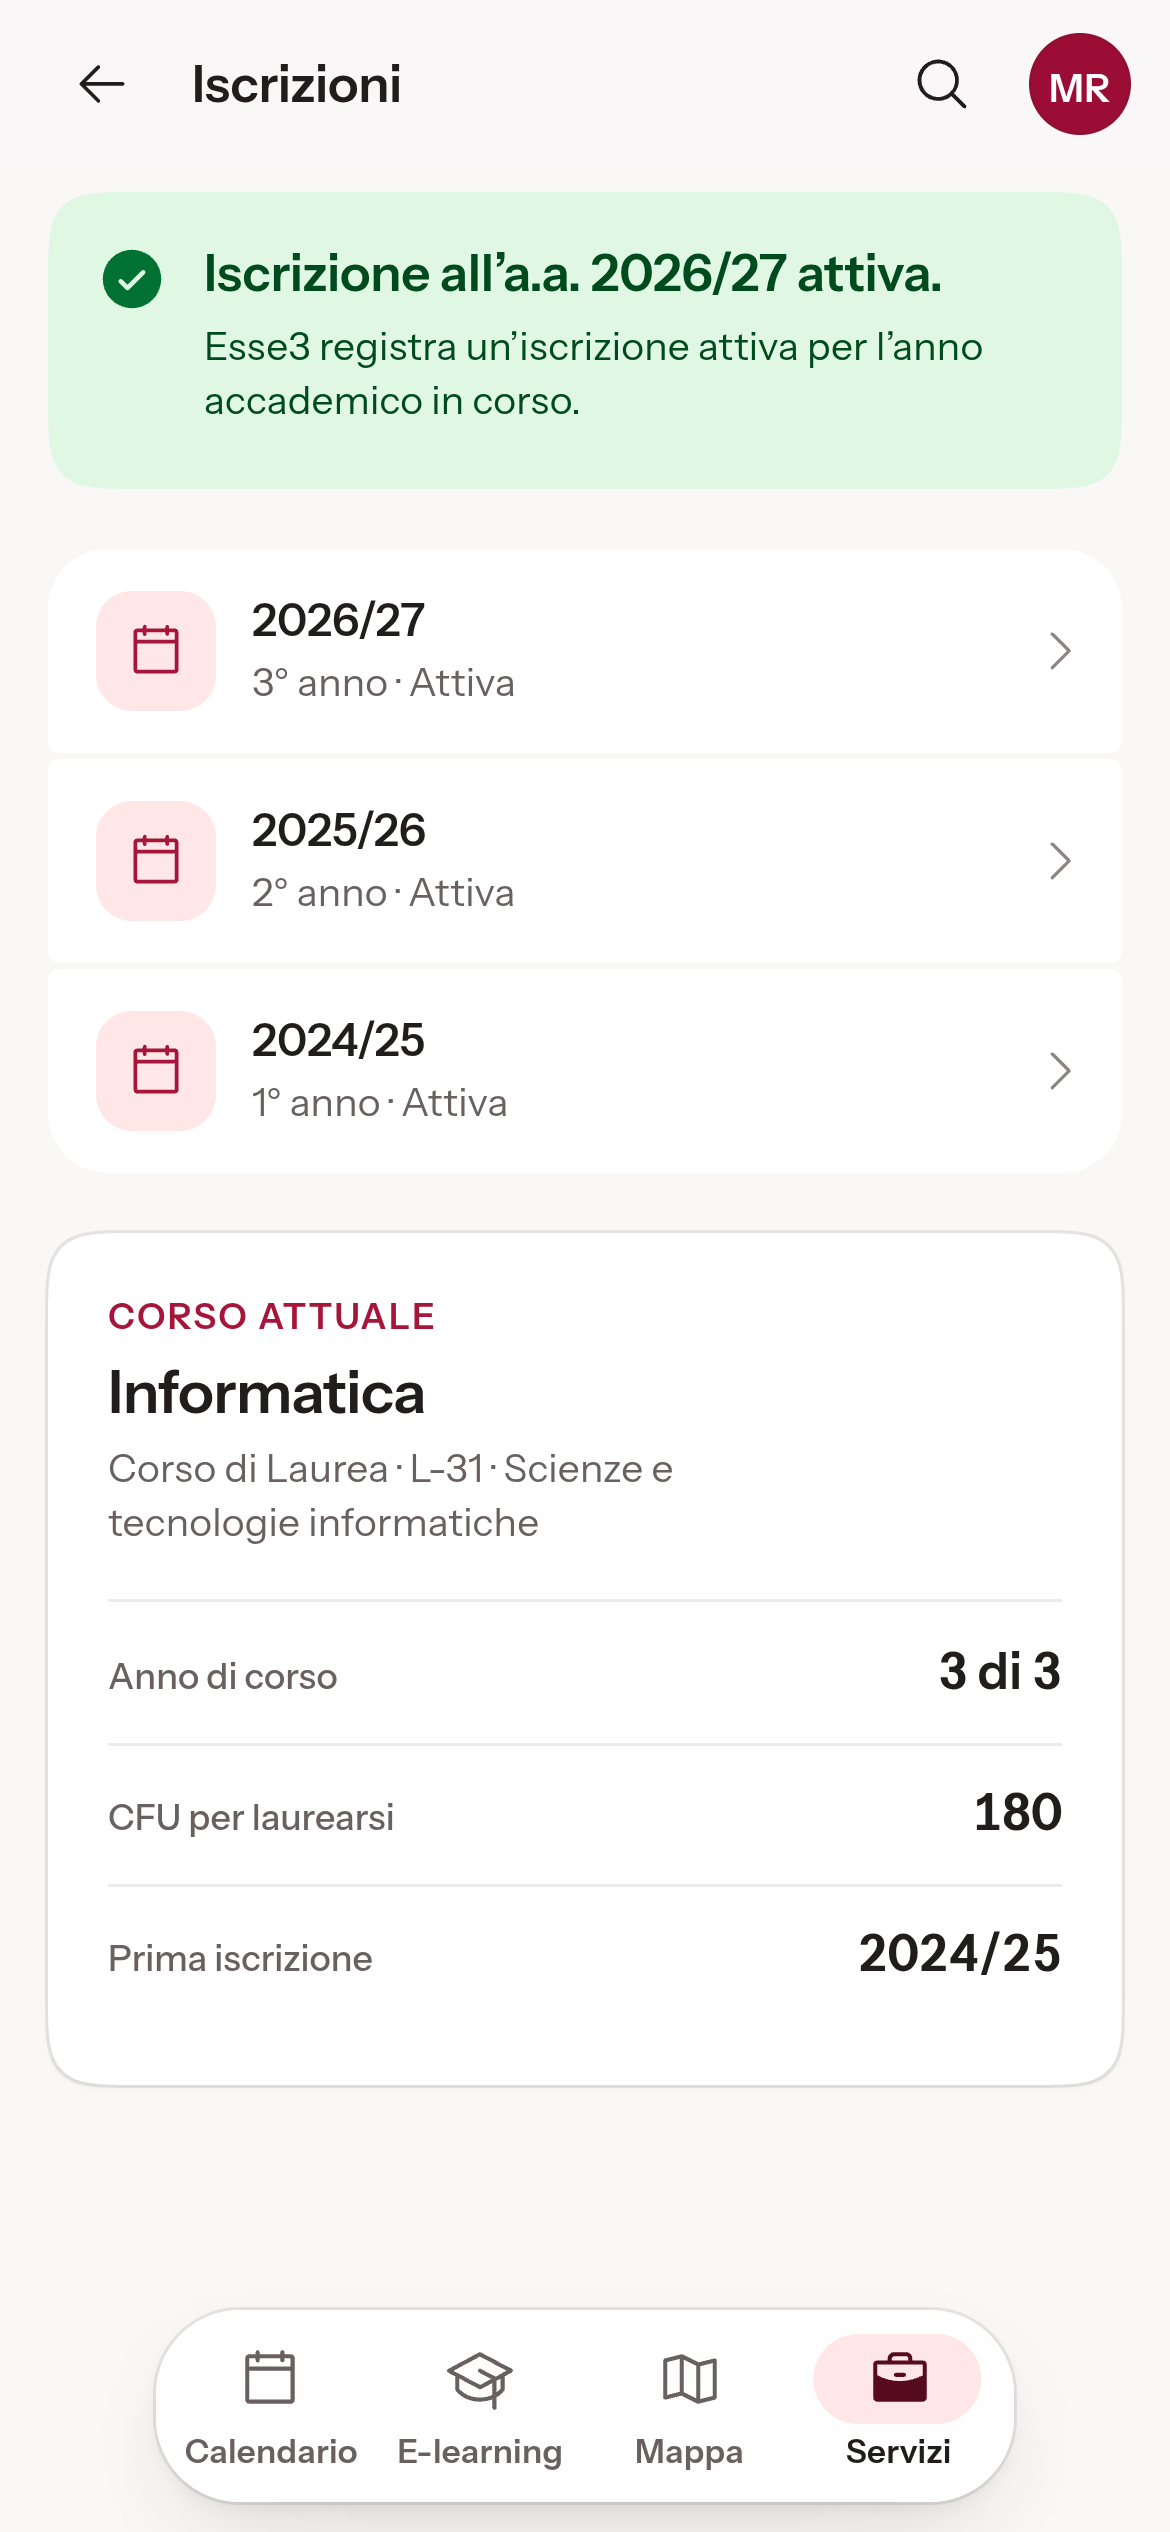 Iscrizioni
MR
Iscrizione all’a.a. 2026/27 attiva.
Esse3 registra un’iscrizione attiva per l’anno
accademico in corso.
2026/27
3° anno · Attiva
2025/26
2° anno · Attiva
2024/25
1° anno · Attiva
CORSO ATTUALE
Informatica
Corso di Laurea · L-31 · Scienze e
tecnologie informatiche
Anno di corso
3 di 3
CFU per laurearsi
180
Prima iscrizione
2024/25
Calendario
E-learning
Mappa
Servizi